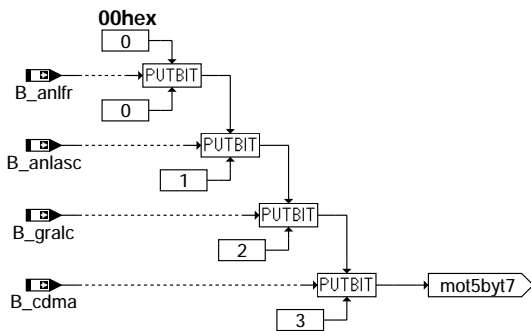 00hex
0
PUTBIT
B_anlfr
0
PUTBIT
B_anlasc
1
PUTBIT
B_gralc
2
PUTBIT
mot5byt7
B_cdma
3